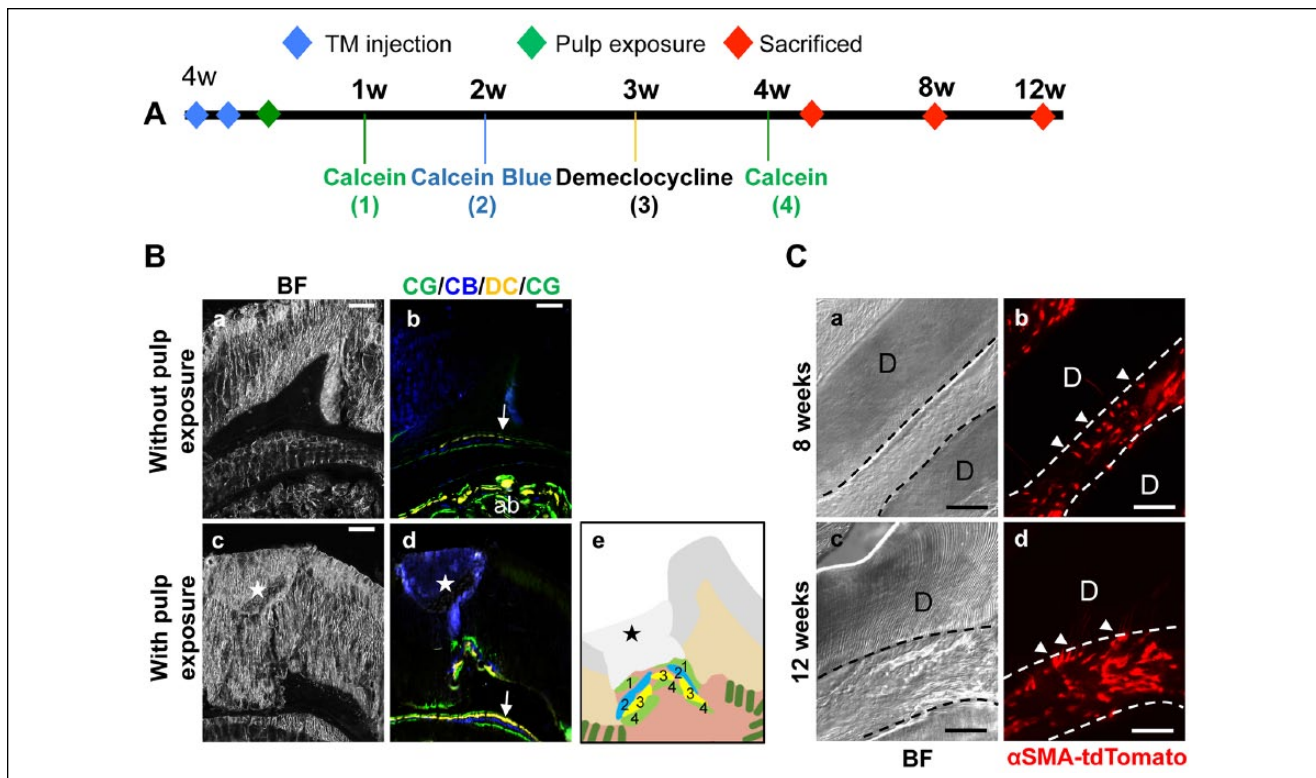 TM injection Pulp exposure Sacrificed
4w 1w 2w 3w 4w 8w 12w
A
Calcein Calcein Blue Demeclocycline Calcein
(1) (2) (3) (4)
B
BF CG/CB/DC/CG
Without pulp exposure
a b
ab
With pulp exposure
c d e
1 2 3 4 3 4 2 1 3 4
C
8 weeks
a b
D D
D D
12 weeks
c d
D D
BF αSMA-tdTomato